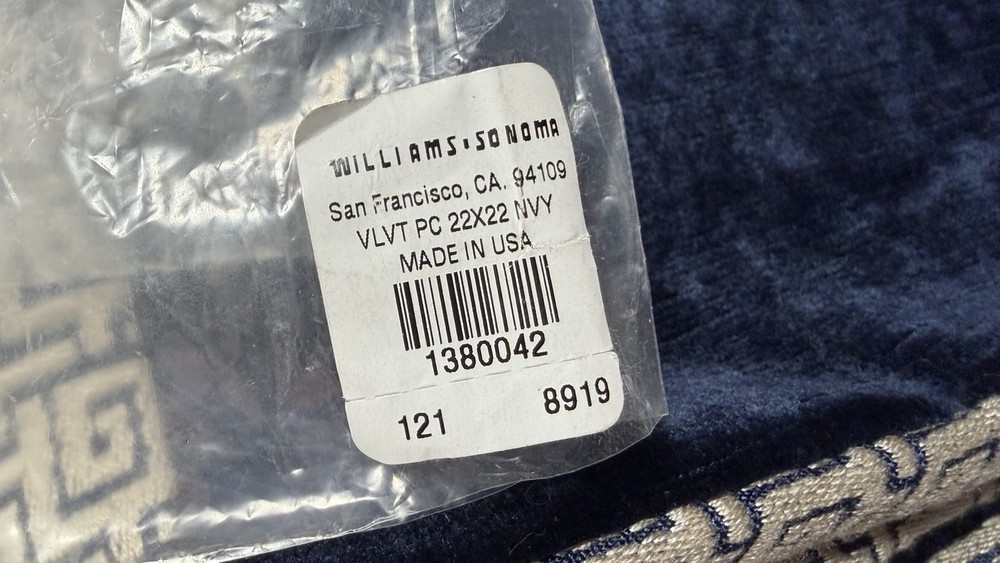 WILLIAMS·SONOMA
San Francisco, CA. 94109
VLVT PC 22X22 NVY
MADE IN USA
1380042
121 8919